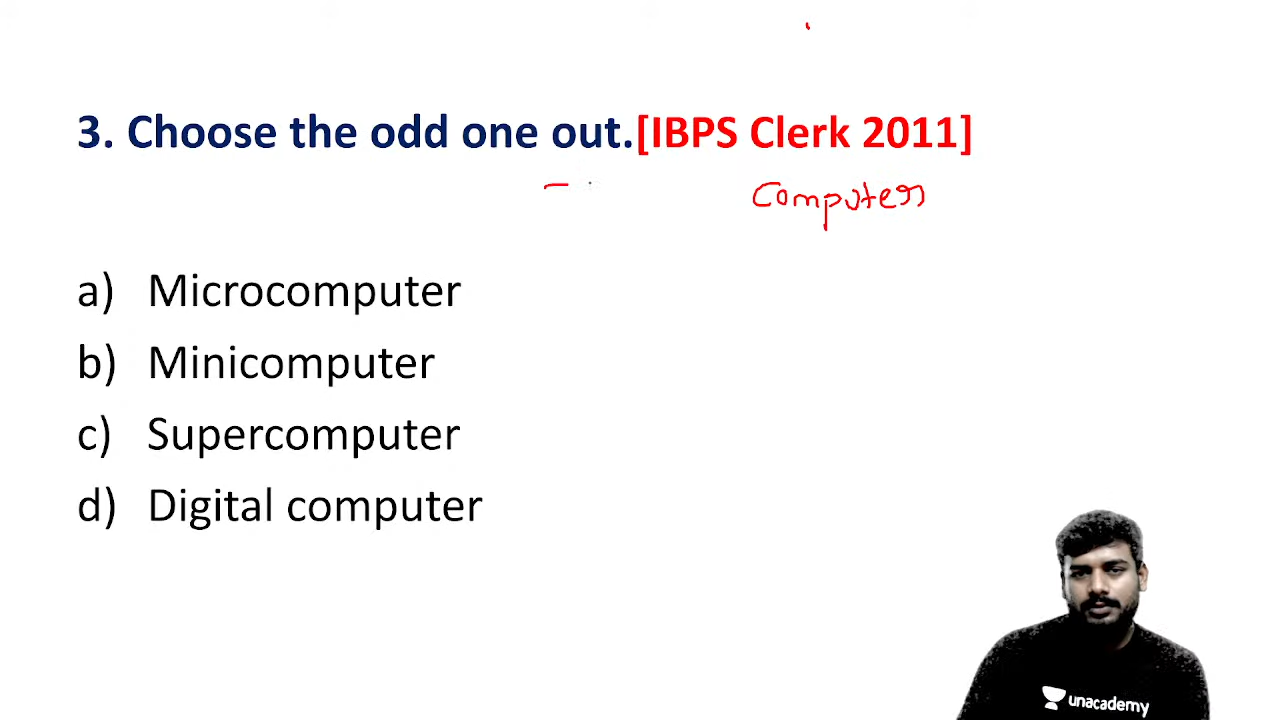 3. Choose the odd one out.[IBPS Clerk 2011]
Computers
a) Microcomputer
b) Minicomputer
c) Supercomputer
d) Digital computer
unacademy